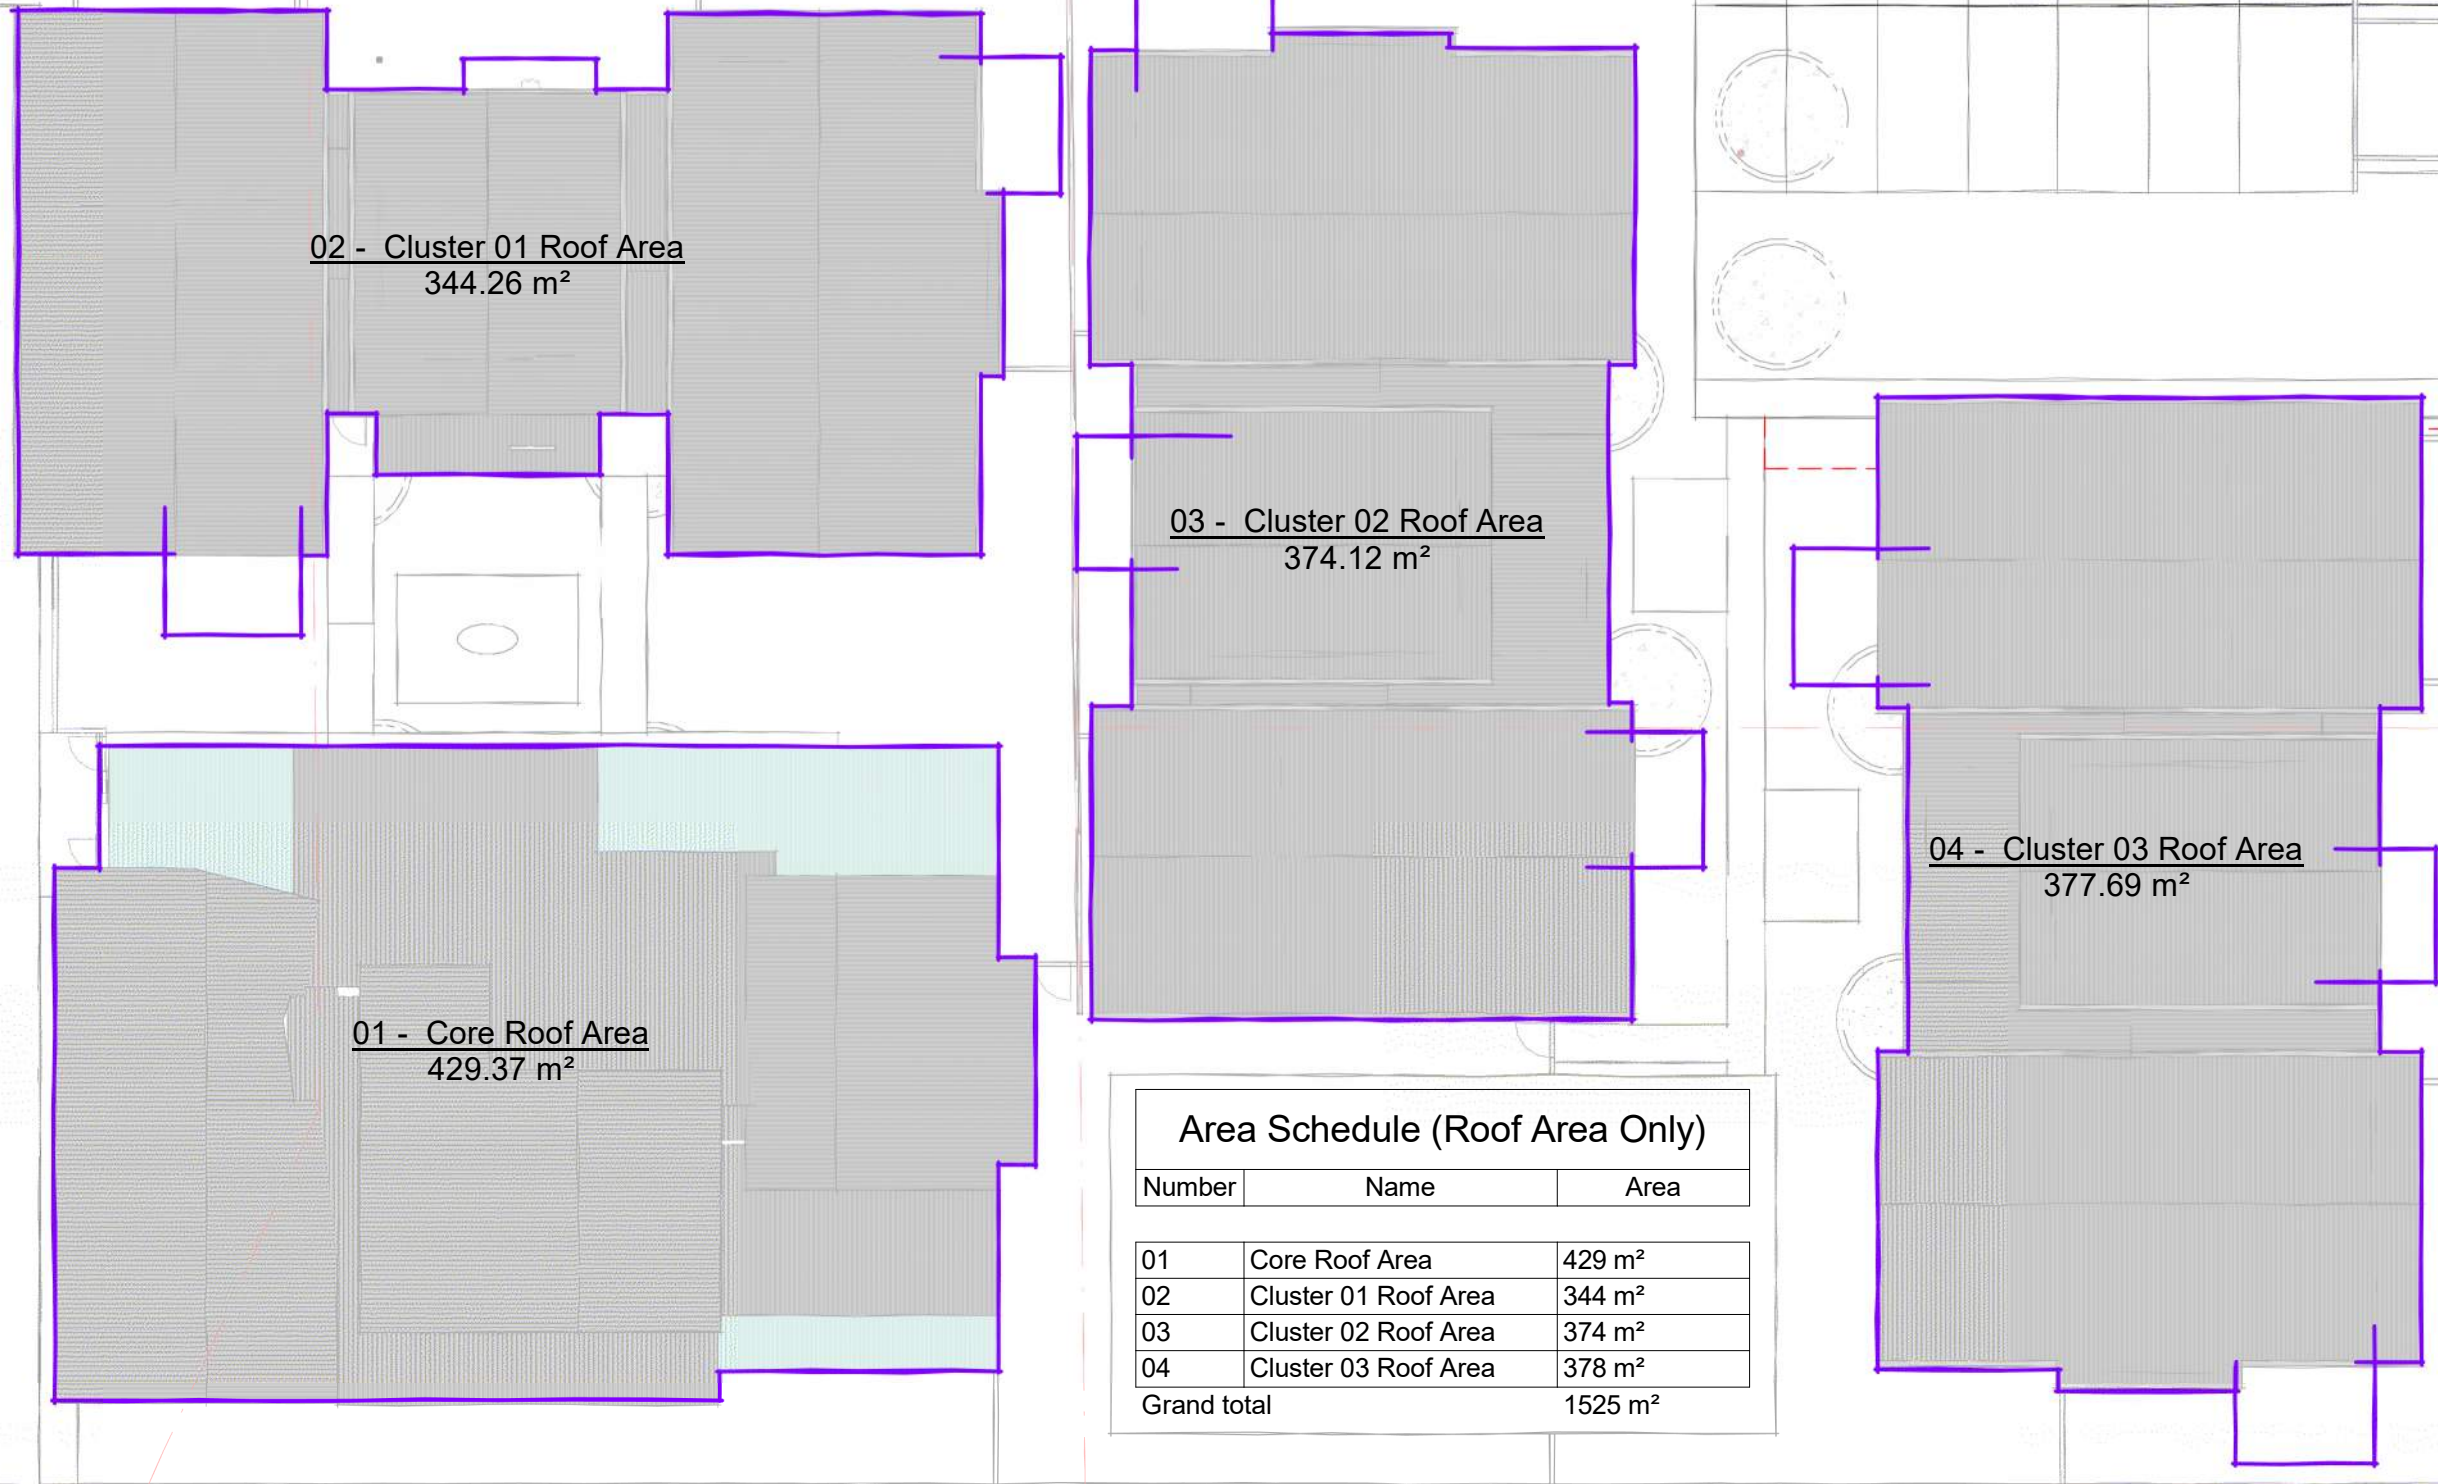 02 - Cluster 01 Roof Area
344.26 m²
03 - Cluster 02 Roof Area
374.12 m²
04 - Cluster 03 Roof Area
377.69 m²
01 - Core Roof Area
429.37 m²
Area Schedule (Roof Area Only)
Number Name Area
01 Core Roof Area 429 m²
02 Cluster 01 Roof Area 344 m²
03 Cluster 02 Roof Area 374 m²
04 Cluster 03 Roof Area 378 m²
Grand total 1525 m²